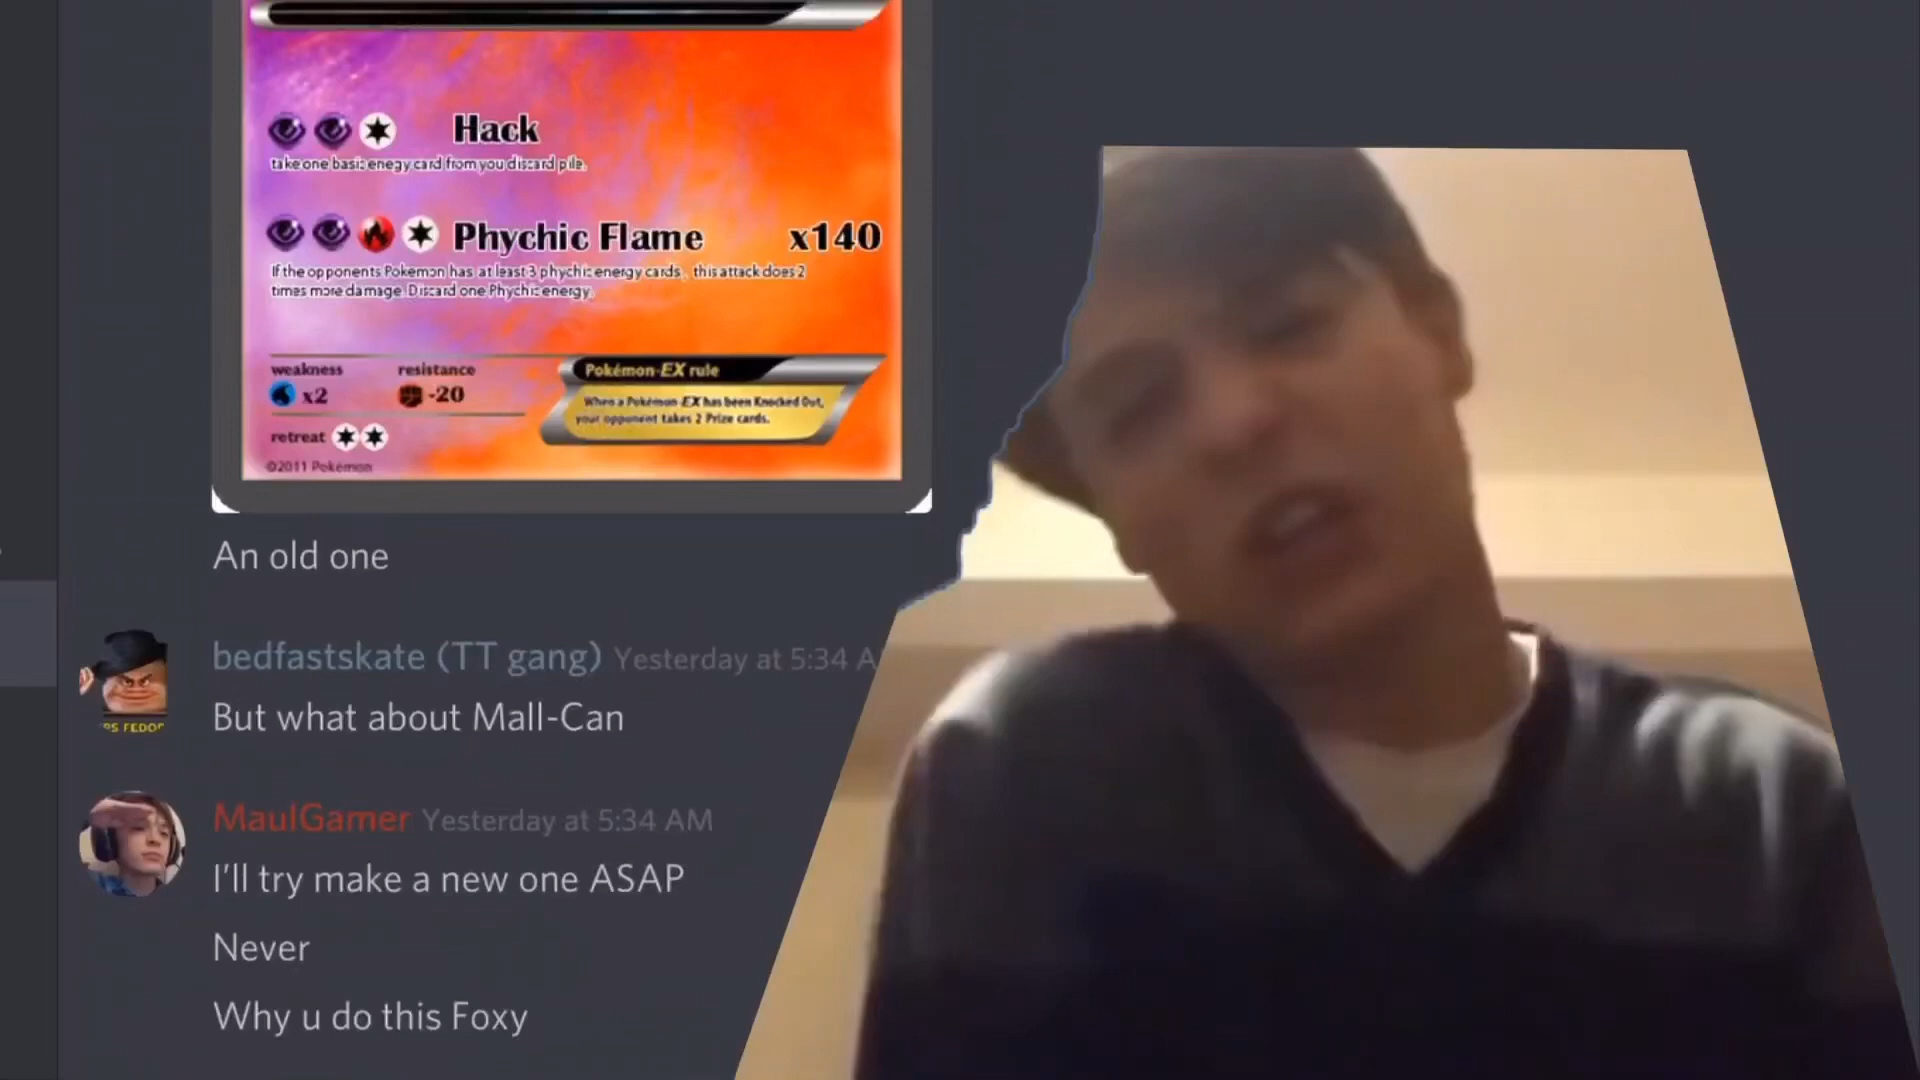 Hack
take one basic enegy card from you discard pile.
Phychic Flame x140
If the opponents Pokemon has at least 3 phychic energy cards, this attack does 2
times more damage. Discard one Phychic energy.
weakness resistance
x2 -20
Pokémon-EX rule
When a Pokémon-EX has been Knocked Out,
your opponent takes 2 Prize cards.
retreat
©2011 Pokémon
An old one
bedfastskate (TT gang) Yesterday at 5:34 A
But what about Mall-Can
PS FEDOR
MaulGamer Yesterday at 5:34 AM
I'll try make a new one ASAP
Never
Why u do this Foxy